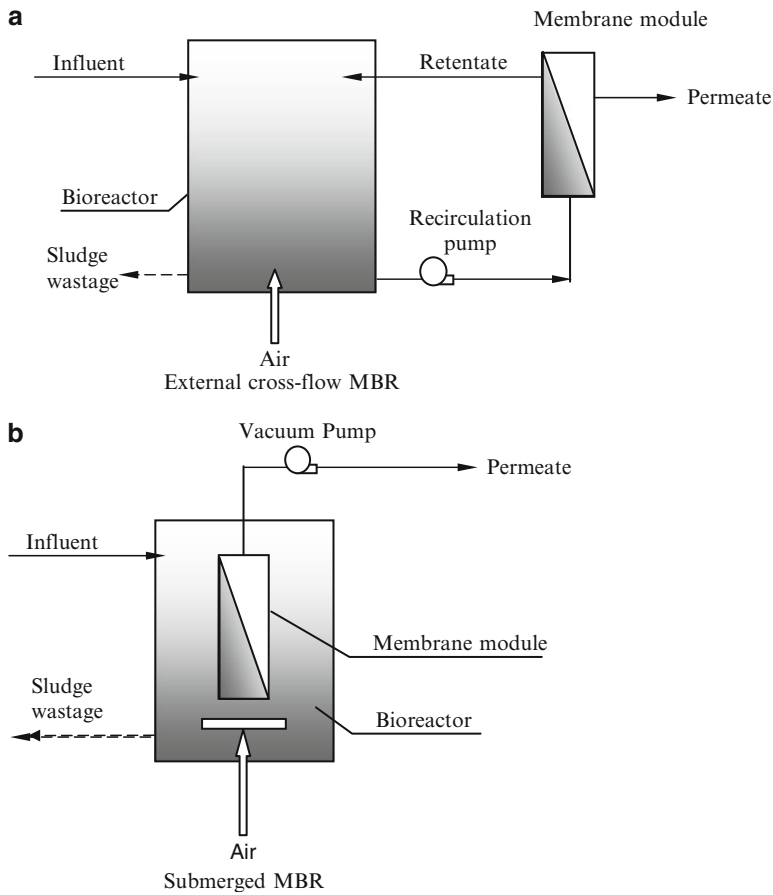 a
Membrane module
Influent
Retentate
Permeate
Bioreactor
Recirculation
pump
Sludge
wastage
Air
External cross-flow MBR
b
Vacuum Pump
Permeate
Influent
Membrane module
Sludge
wastage
Bioreactor
Air
Submerged MBR